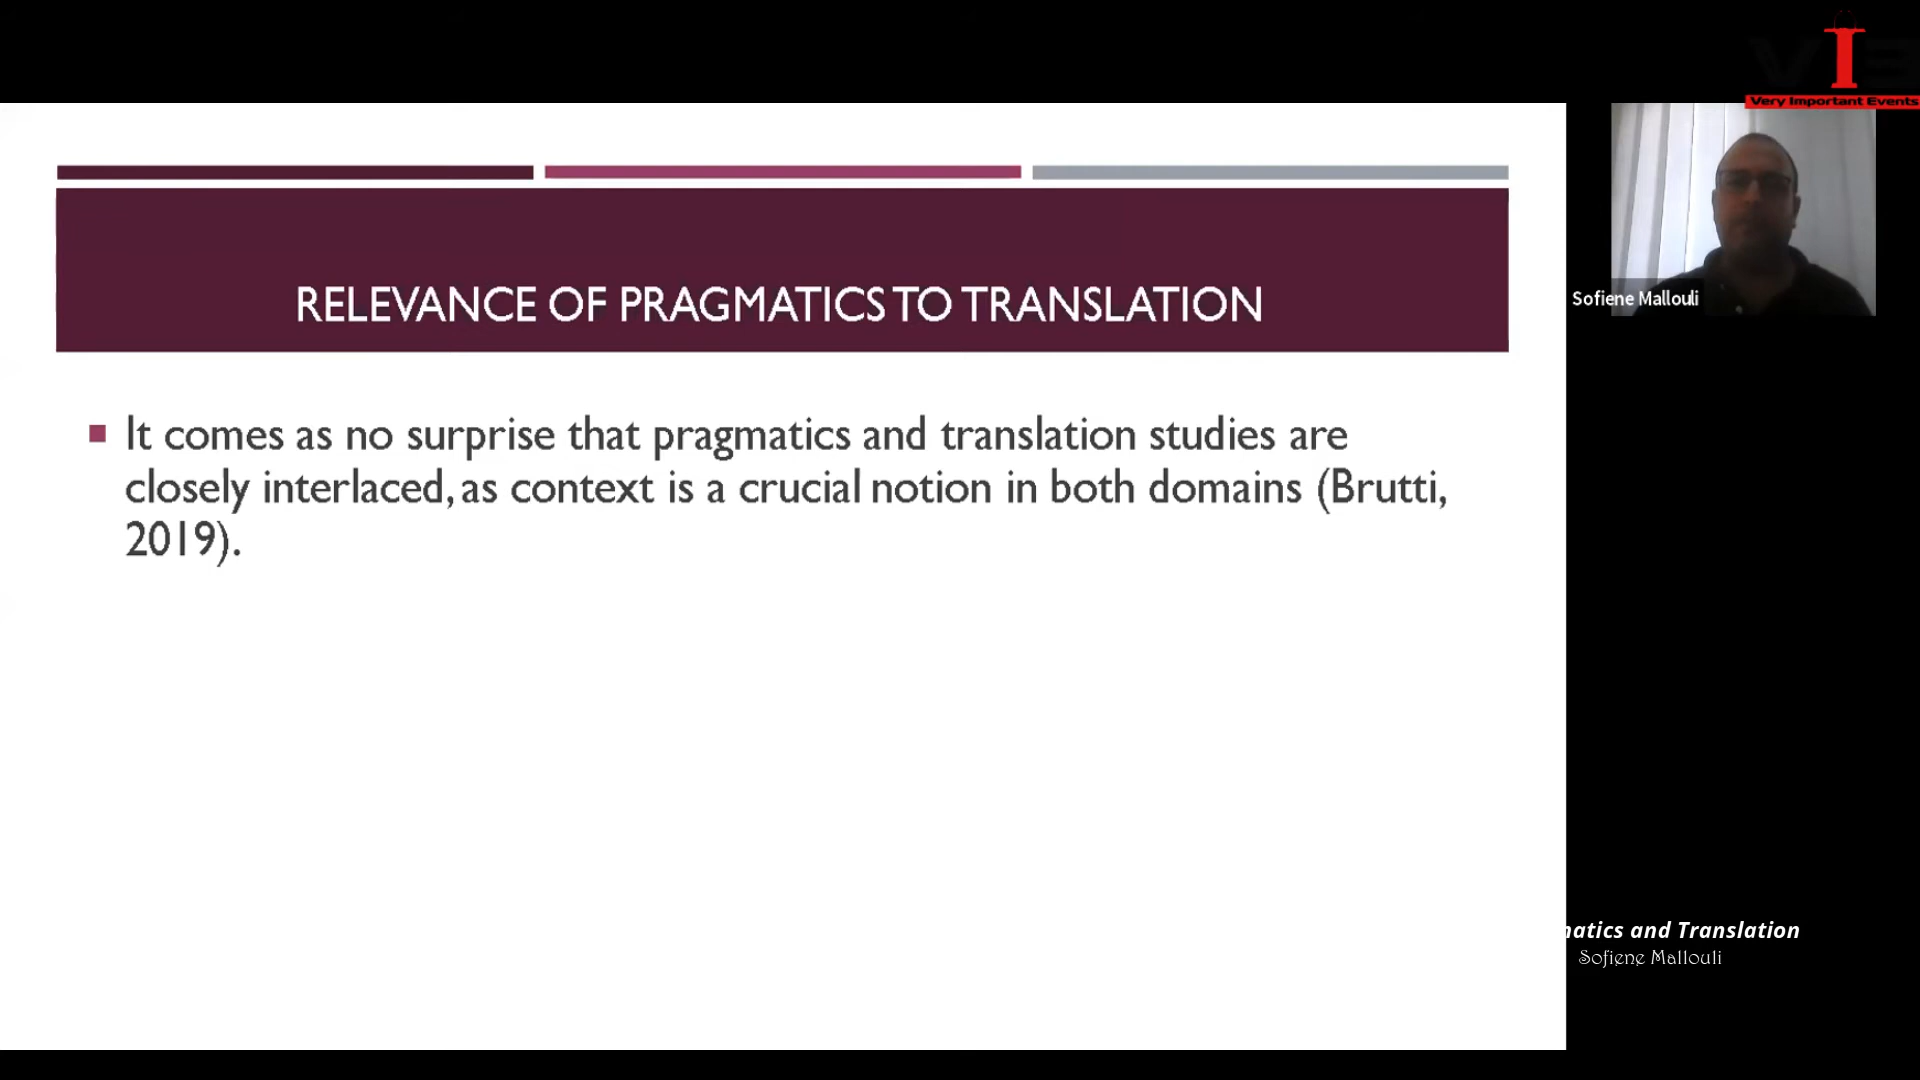 Very Important Events
RELEVANCE OF PRAGMATICS TO TRANSLATION
Sofiene Mallouli
It comes as no surprise that pragmatics and translation studies are
closely interlaced, as context is a crucial notion in both domains (Brutti,
2019).
and Translation
Sofiene Mallouli